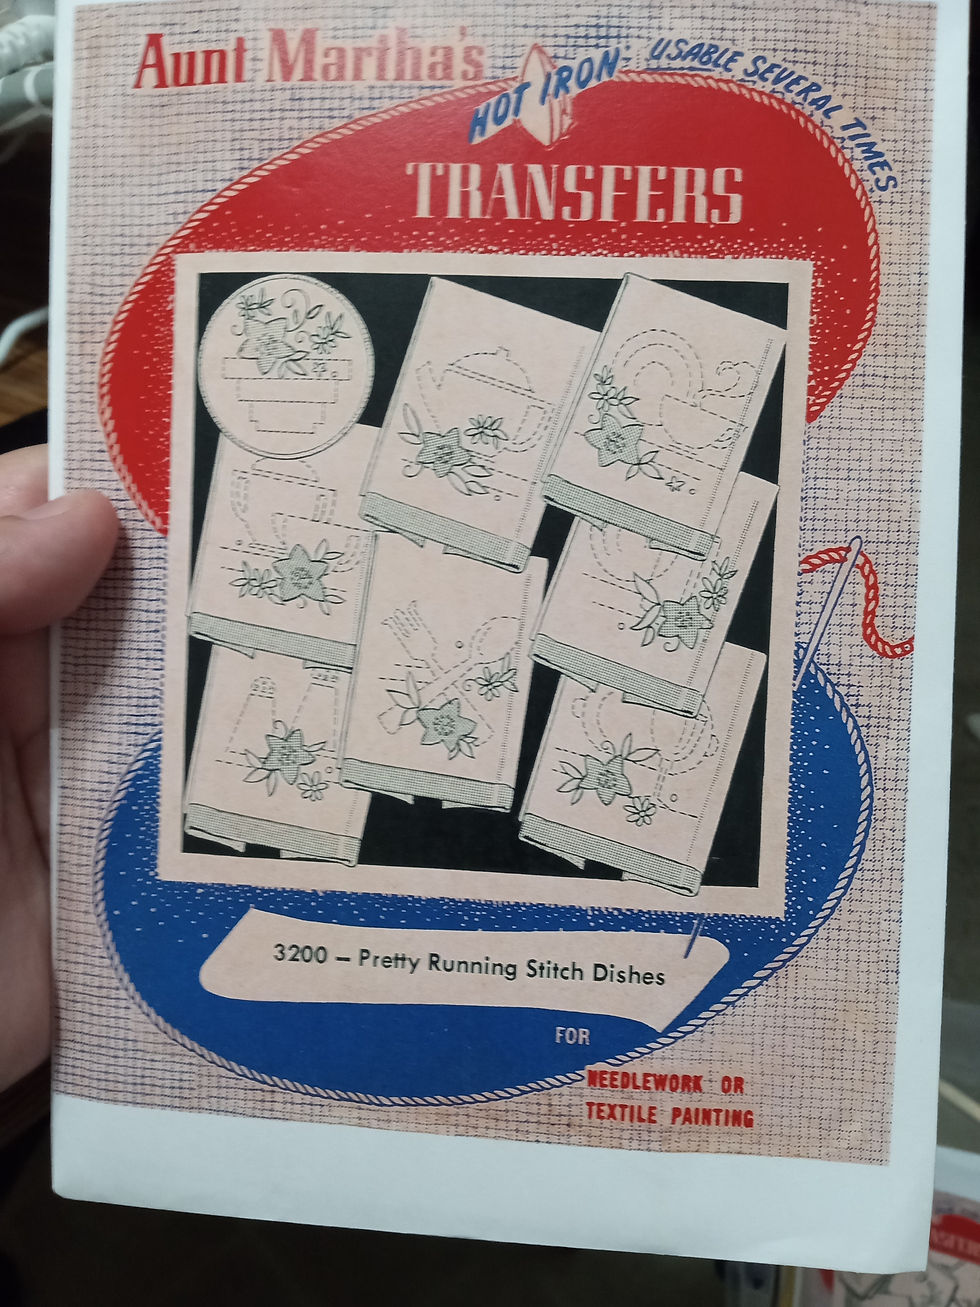 Aunt Martha's
HOT IRON - USABLE SEVERAL TIMES
TRANSFERS
3200 — Pretty Running Stitch Dishes
FOR
NEEDLEWORK OR
TEXTILE PAINTING